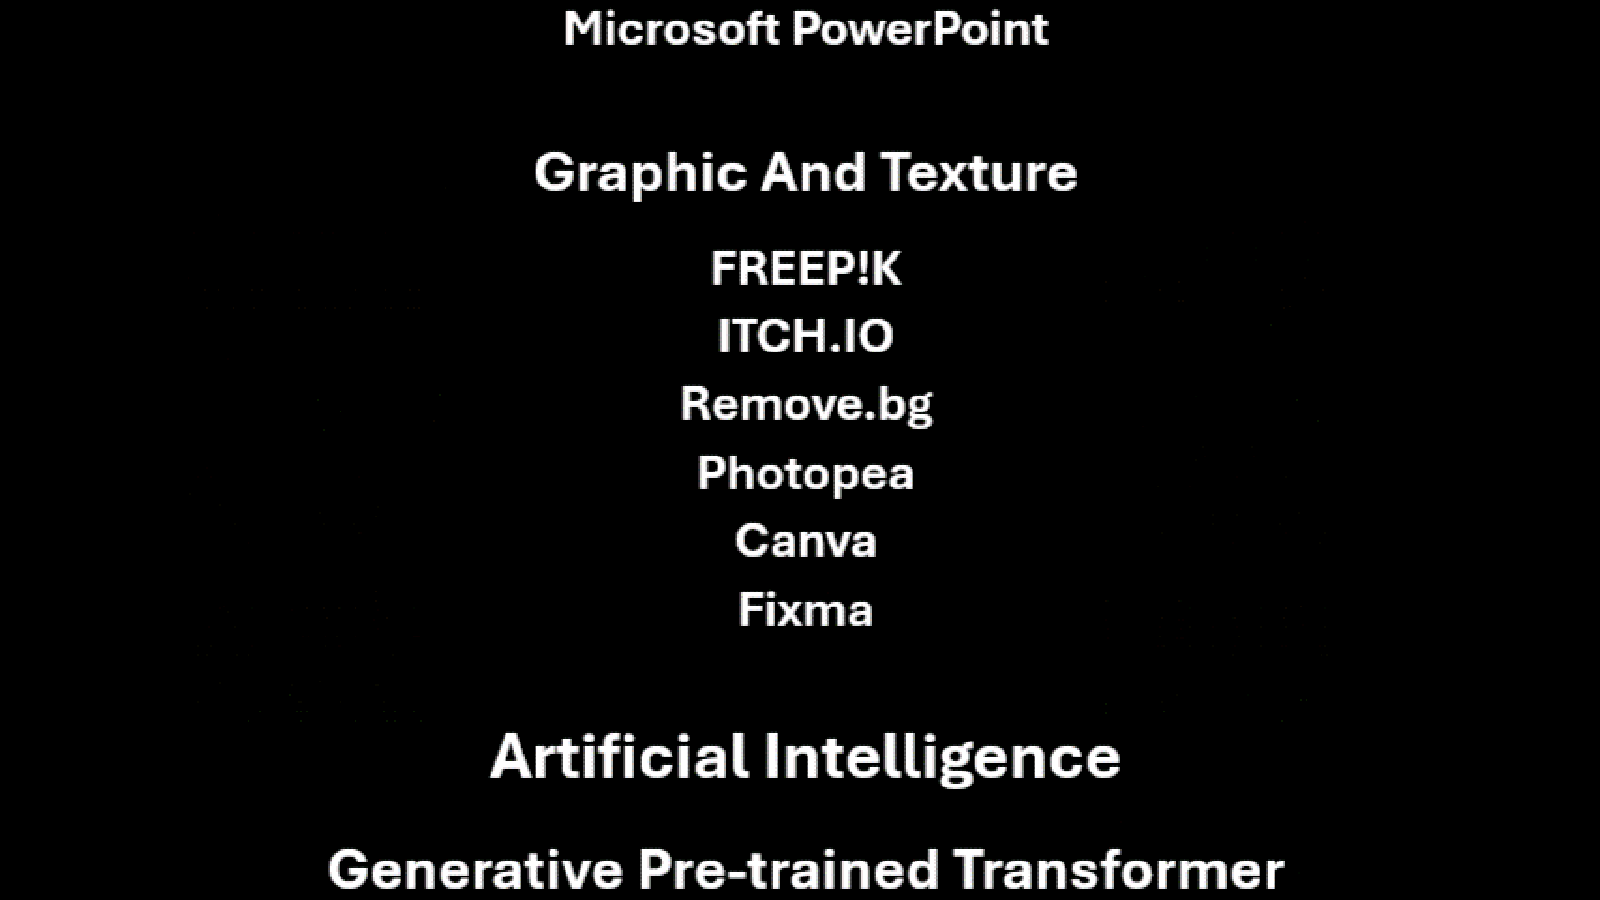 Microsoft PowerPoint
Graphic And Texture
FREEP!K
ITCH.IO
Remove.bg
Photopea
Canva
Fixma
Artificial Intelligence
Generative Pre-trained Transformer